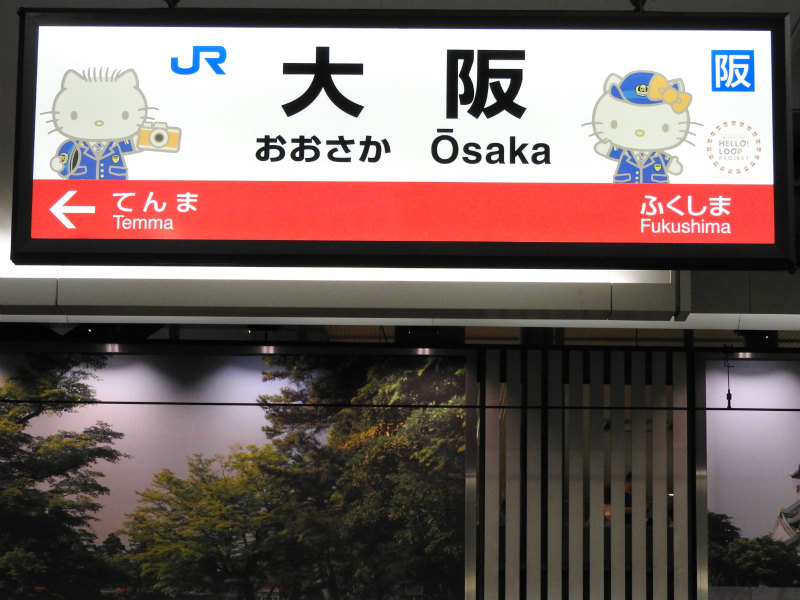 JR
大阪
阪
おおさか Ōsaka
HELLO!
LOOP
PROJECT
てんま
Temma
ふくしま
Fukushima